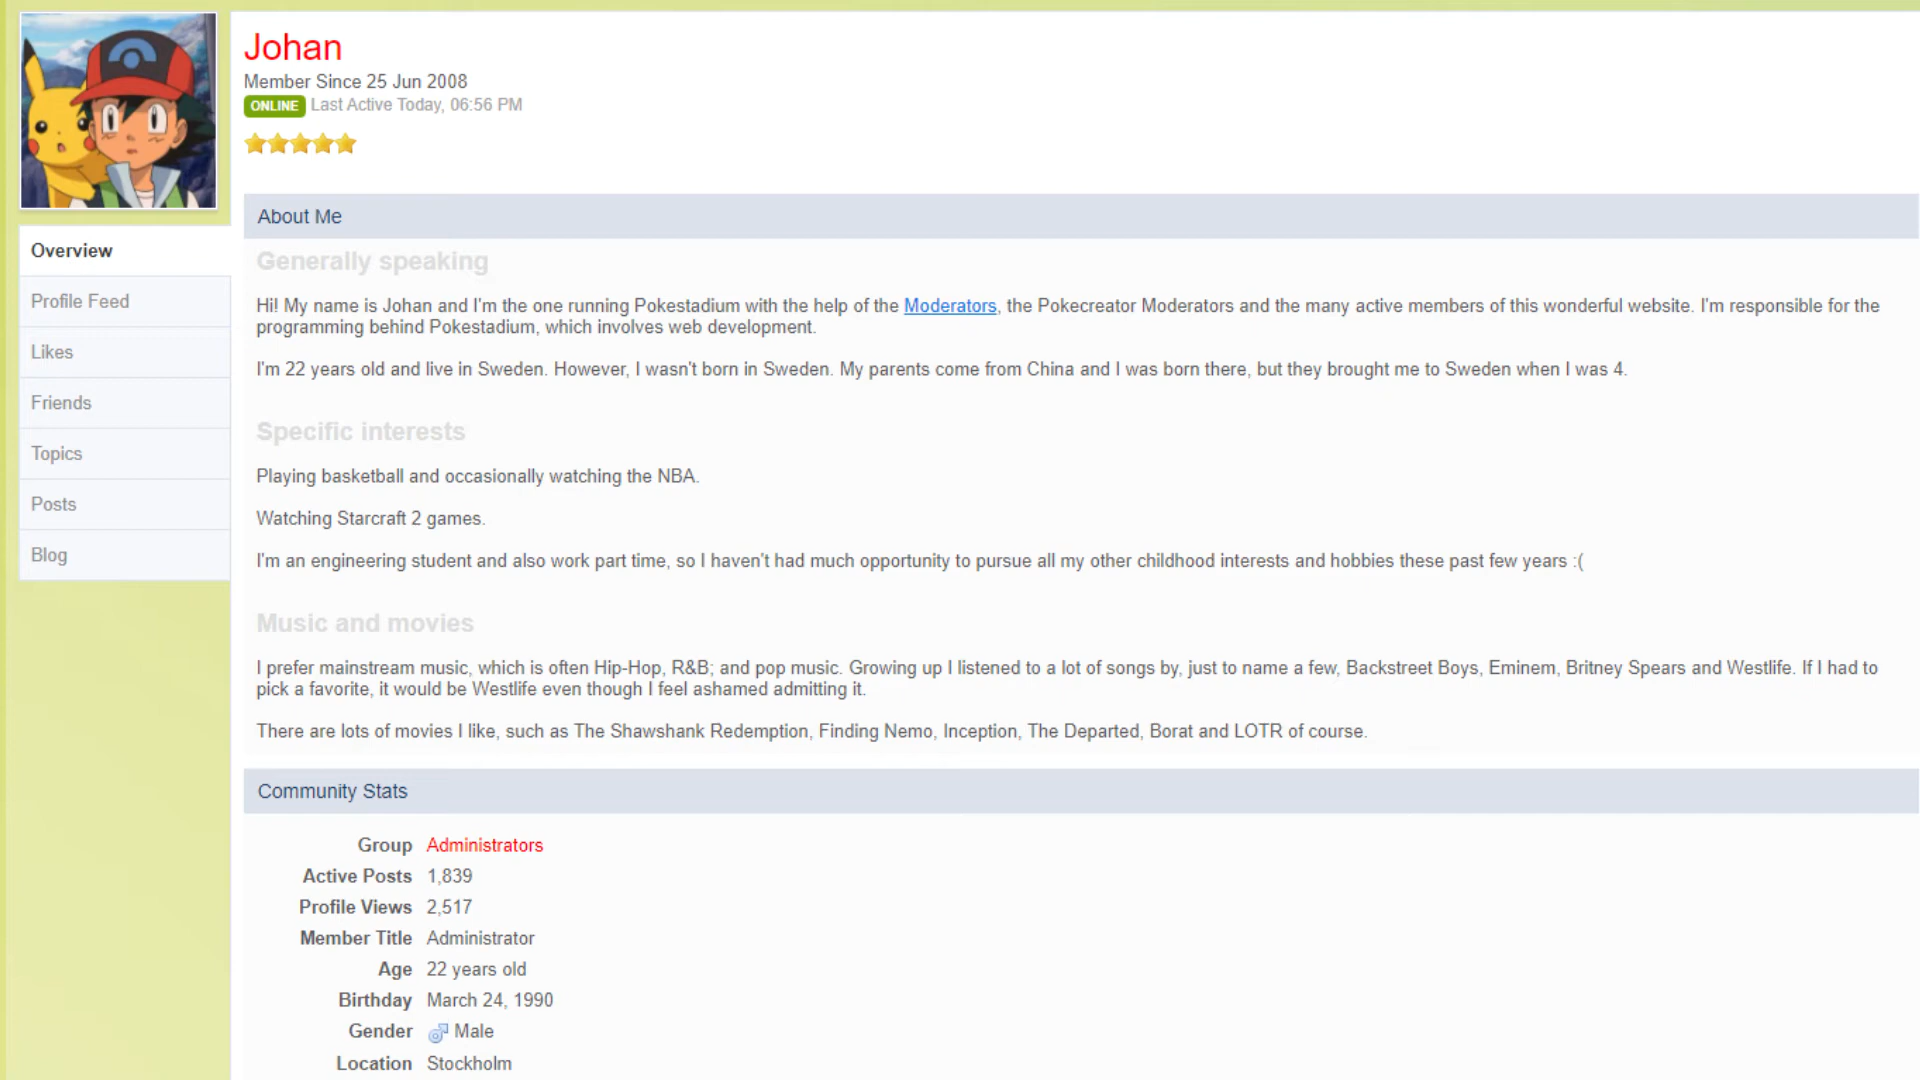 Johan
Member Since 25 Jun 2008
ONLINE Last Active Today, 06:56 PM
Overview
Profile Feed
Likes
Friends
Topics
Posts
Blog
About Me
Generally speaking
Hi! My name is Johan and I'm the one running Pokestadium with the help of the Moderators, the Pokecreator Moderators and the many active members of this wonderful website. I'm responsible for the
programming behind Pokestadium, which involves web development.
I'm 22 years old and live in Sweden. However, I wasn't born in Sweden. My parents come from China and I was born there, but they brought me to Sweden when I was 4.
Specific interests
Playing basketball and occasionally watching the NBA.
Watching Starcraft 2 games.
I'm an engineering student and also work part time, so I haven't had much opportunity to pursue all my other childhood interests and hobbies these past few years :(
Music and movies
I prefer mainstream music, which is often Hip-Hop, R&B; and pop music. Growing up I listened to a lot of songs by, just to name a few, Backstreet Boys, Eminem, Britney Spears and Westlife. If I had to
pick a favorite, it would be Westlife even though I feel ashamed admitting it.
There are lots of movies I like, such as The Shawshank Redemption, Finding Nemo, Inception, The Departed, Borat and LOTR of course.
Community Stats
Group Administrators
Active Posts 1,839
Profile Views 2,517
Member Title Administrator
Age 22 years old
Birthday March 24, 1990
Gender Male
Location Stockholm